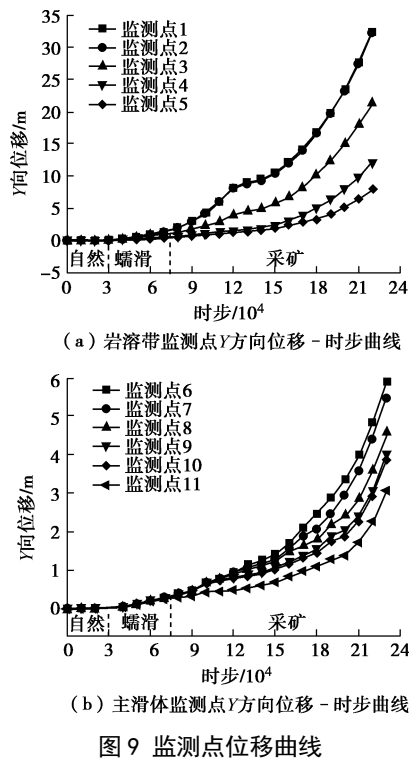 35
30
25
20
15
10
5
0
-5
Y向位移/m
监测点1
监测点2
监测点3
监测点4
监测点5
自然 蠕滑 采矿
0 3 6 9 12 15 18 21 24
时步/10⁴
（a）岩溶带监测点Y方向位移－时步曲线
6
5
4
3
2
1
0
Y向位移/m
监测点6
监测点7
监测点8
监测点9
监测点10
监测点11
自然 蠕滑 采矿
0 3 6 9 12 15 18 21 24
时步/10⁴
（b）主滑体监测点Y方向位移－时步曲线
图9 监测点位移曲线